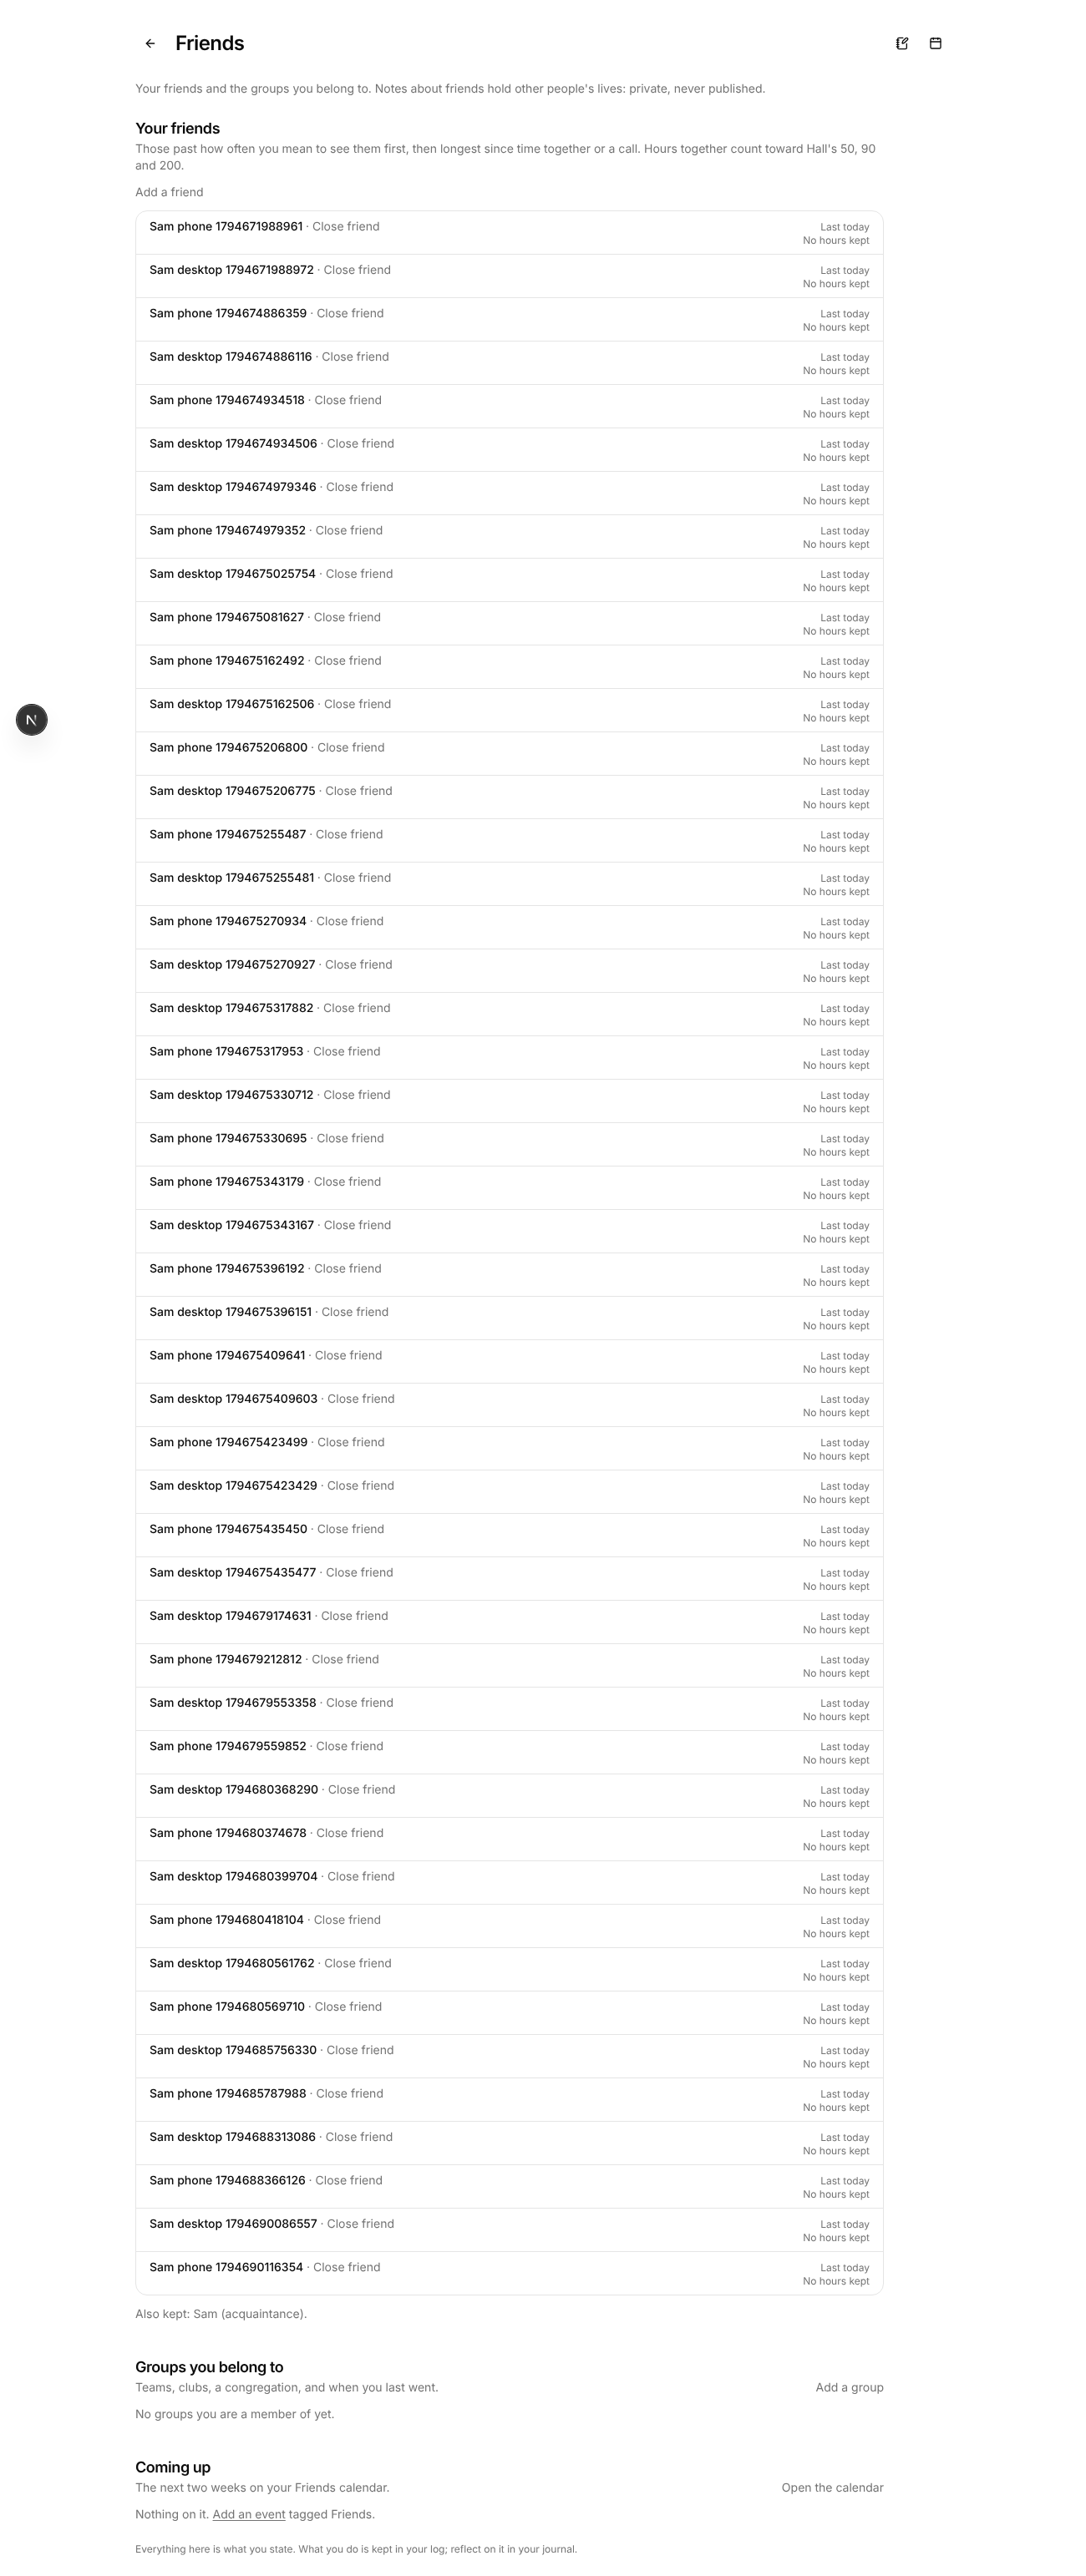 Friends
Your friends and the groups you belong to. Notes about friends hold other people's lives: private, never published.
Your friends
Those past how often you mean to see them first, then longest since time together or a call. Hours together count toward Hall's 50, 90
and 200.
Add a friend
Sam phone 1794671988961 · Close friend
Last today
No hours kept
Sam desktop 1794671988972 · Close friend
Last today
No hours kept
Sam phone 1794674886359 · Close friend
Last today
No hours kept
Sam desktop 1794674886116 · Close friend
Last today
No hours kept
Sam phone 1794674934518 · Close friend
Last today
No hours kept
Sam desktop 1794674934506 · Close friend
Last today
No hours kept
Sam desktop 1794674979346 · Close friend
Last today
No hours kept
Sam phone 1794674979352 · Close friend
Last today
No hours kept
Sam desktop 1794675025754 · Close friend
Last today
No hours kept
Sam phone 1794675081627 · Close friend
Last today
No hours kept
Sam phone 1794675162492 · Close friend
Last today
No hours kept
Sam desktop 1794675162506 · Close friend
Last today
No hours kept
Sam phone 1794675206800 · Close friend
Last today
No hours kept
Sam desktop 1794675206775 · Close friend
Last today
No hours kept
Sam phone 1794675255487 · Close friend
Last today
No hours kept
Sam desktop 1794675255481 · Close friend
Last today
No hours kept
Sam phone 1794675270934 · Close friend
Last today
No hours kept
Sam desktop 1794675270927 · Close friend
Last today
No hours kept
Sam desktop 1794675317882 · Close friend
Last today
No hours kept
Sam phone 1794675317953 · Close friend
Last today
No hours kept
Sam desktop 1794675330712 · Close friend
Last today
No hours kept
Sam phone 1794675330695 · Close friend
Last today
No hours kept
Sam phone 1794675343179 · Close friend
Last today
No hours kept
Sam desktop 1794675343167 · Close friend
Last today
No hours kept
Sam phone 1794675396192 · Close friend
Last today
No hours kept
Sam desktop 1794675396151 · Close friend
Last today
No hours kept
Sam phone 1794675409641 · Close friend
Last today
No hours kept
Sam desktop 1794675409603 · Close friend
Last today
No hours kept
Sam phone 1794675423499 · Close friend
Last today
No hours kept
Sam desktop 1794675423429 · Close friend
Last today
No hours kept
Sam phone 1794675435450 · Close friend
Last today
No hours kept
Sam desktop 1794675435477 · Close friend
Last today
No hours kept
Sam desktop 1794679174631 · Close friend
Last today
No hours kept
Sam phone 1794679212812 · Close friend
Last today
No hours kept
Sam desktop 1794679553358 · Close friend
Last today
No hours kept
Sam phone 1794679559852 · Close friend
Last today
No hours kept
Sam desktop 1794680368290 · Close friend
Last today
No hours kept
Sam phone 1794680374678 · Close friend
Last today
No hours kept
Sam desktop 1794680399704 · Close friend
Last today
No hours kept
Sam phone 1794680418104 · Close friend
Last today
No hours kept
Sam desktop 1794680561762 · Close friend
Last today
No hours kept
Sam phone 1794680569710 · Close friend
Last today
No hours kept
Sam desktop 1794685756330 · Close friend
Last today
No hours kept
Sam phone 1794685787988 · Close friend
Last today
No hours kept
Sam desktop 1794688313086 · Close friend
Last today
No hours kept
Sam phone 1794688366126 · Close friend
Last today
No hours kept
Sam desktop 1794690086557 · Close friend
Last today
No hours kept
Sam phone 1794690116354 · Close friend
Last today
No hours kept
Also kept: Sam (acquaintance).
Groups you belong to
Teams, clubs, a congregation, and when you last went.
Add a group
No groups you are a member of yet.
Coming up
The next two weeks on your Friends calendar.
Open the calendar
Nothing on it. Add an event tagged Friends.
Everything here is what you state. What you do is kept in your log; reflect on it in your journal.